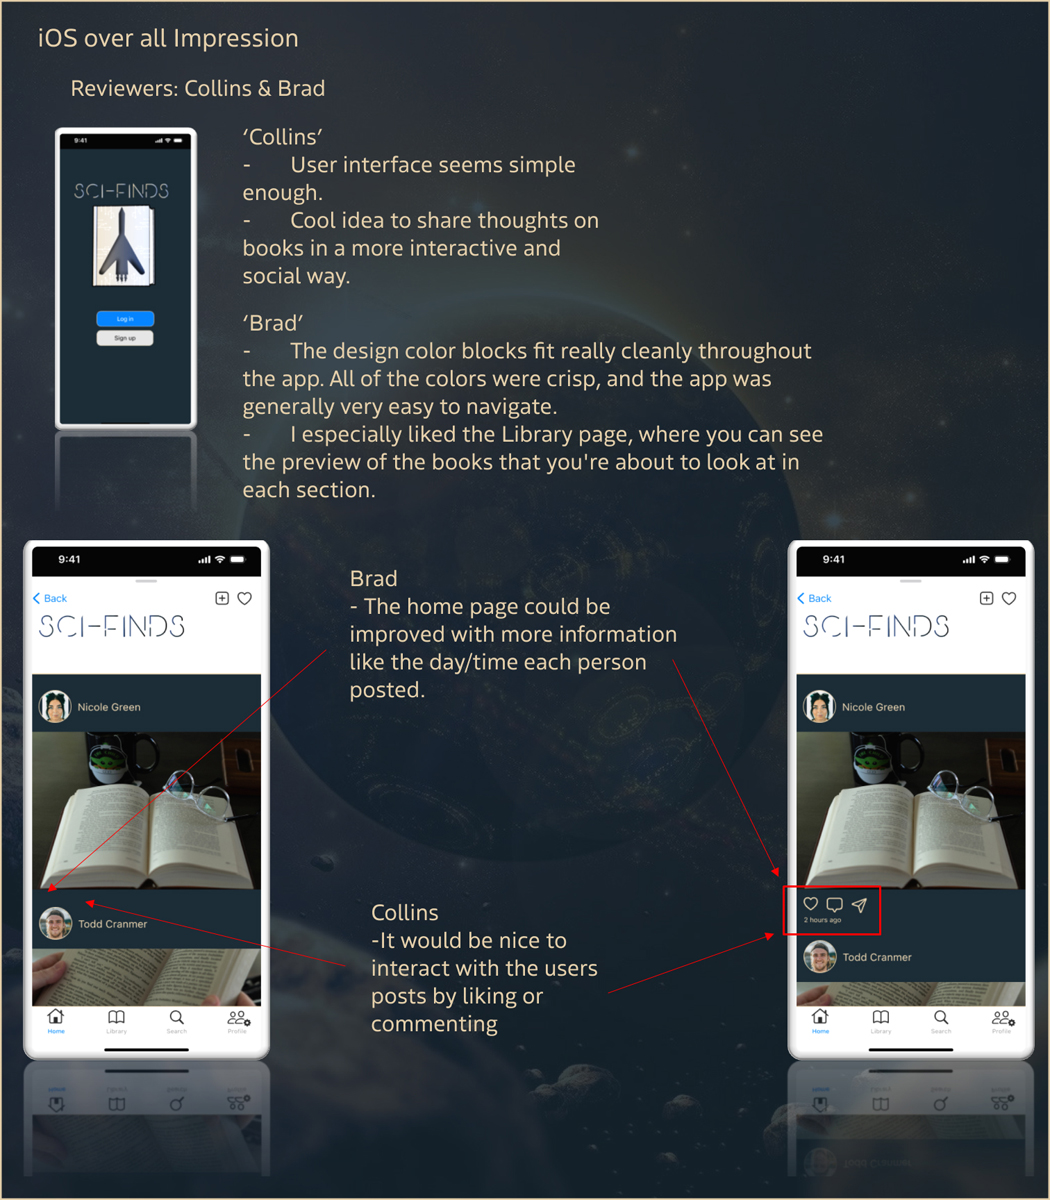 iOS over all Impression
Reviewers: Collins & Brad
9:41
SCI-FINDS
Log in
Sign up
‘Collins’
- User interface seems simple
enough.
- Cool idea to share thoughts on
books in a more interactive and
social way.
‘Brad’
- The design color blocks fit really cleanly throughout
the app. All of the colors were crisp, and the app was
generally very easy to navigate.
- I especially liked the Library page, where you can see
the preview of the books that you're about to look at in
each section.
9:41
Back
SCI-FINDS
Nicole Green
Todd Cranmer
Home Library Search Profile
Brad
- The home page could be
improved with more information
like the day/time each person
posted.
Collins
-It would be nice to
interact with the users
posts by liking or
commenting
9:41
Back
SCI-FINDS
Nicole Green
2 hours ago
Todd Cranmer
Home Library Search Profile